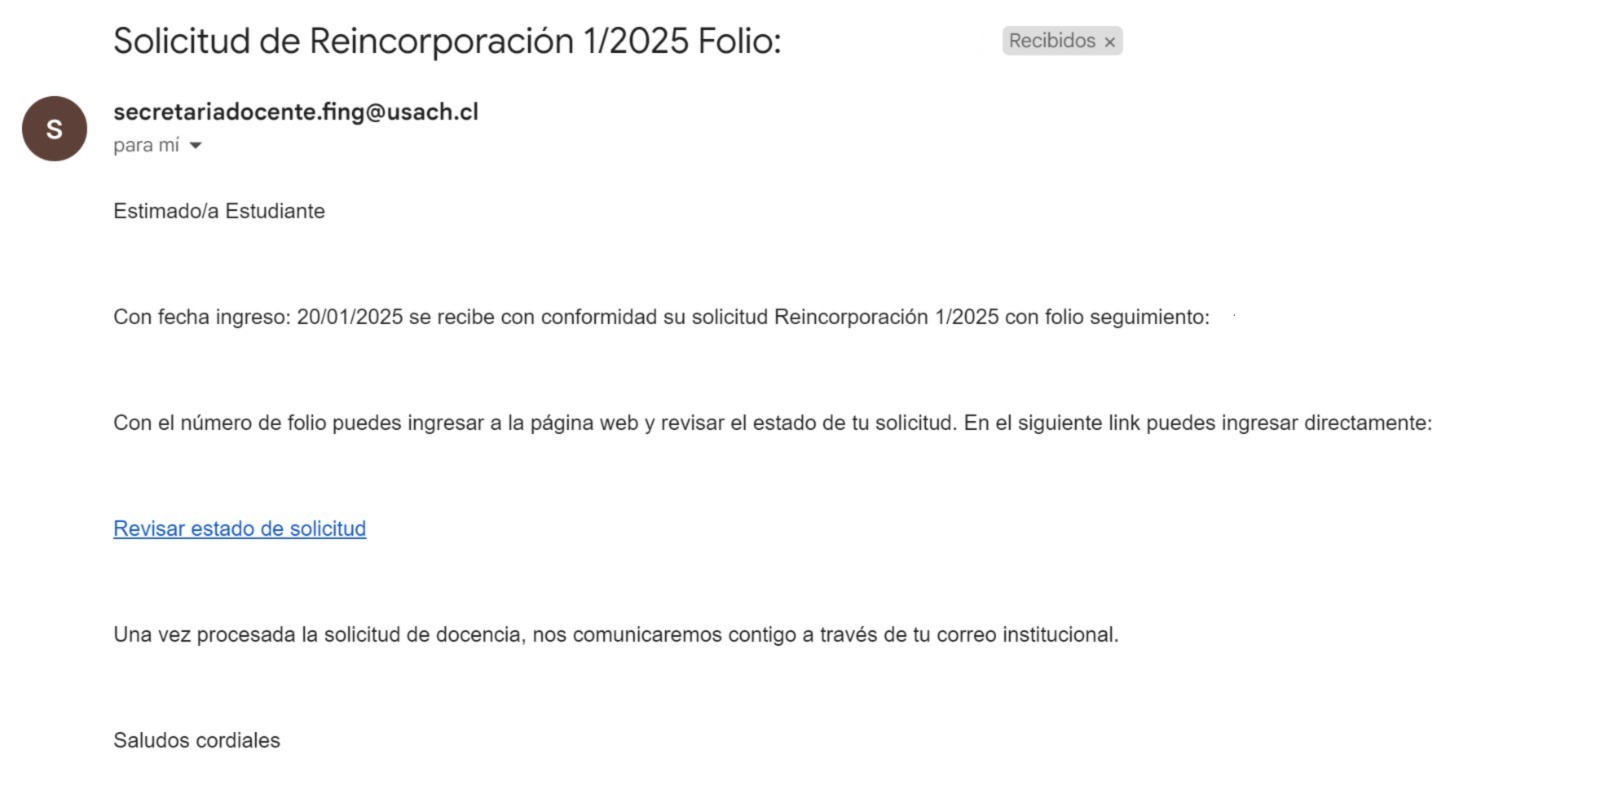 Solicitud de Reincorporación 1/2025 Folio:
Recibidos ×
S
secretariadocente.fing@usach.cl
para mí
Estimado/a Estudiante
Con fecha ingreso: 20/01/2025 se recibe con conformidad su solicitud Reincorporación 1/2025 con folio seguimiento:
Con el número de folio puedes ingresar a la página web y revisar el estado de tu solicitud. En el siguiente link puedes ingresar directamente:
Revisar estado de solicitud
Una vez procesada la solicitud de docencia, nos comunicaremos contigo a través de tu correo institucional.
Saludos cordiales